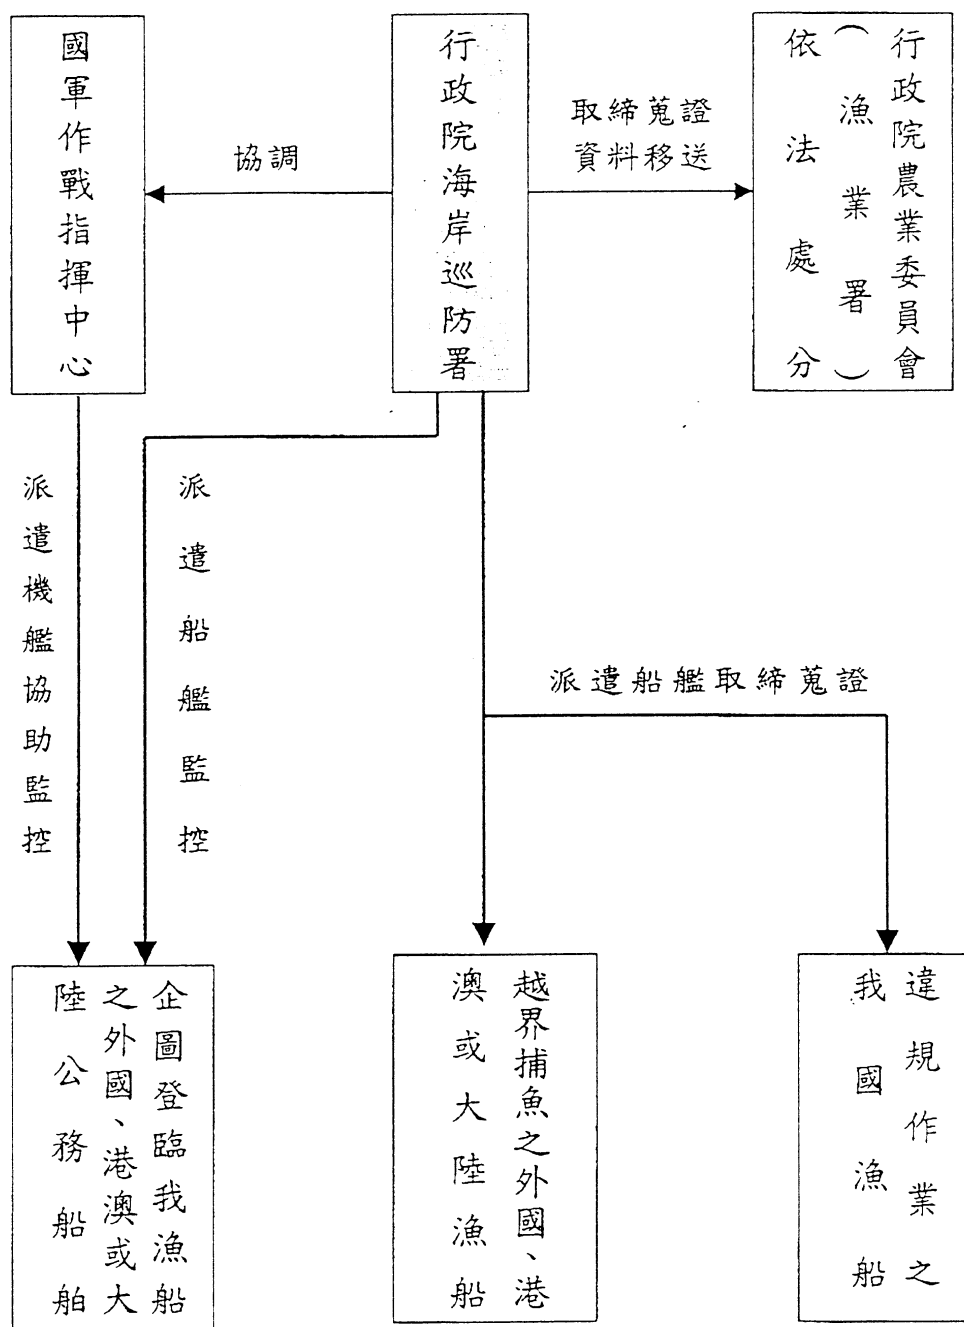 國軍作戰指揮中心
協調
行政院海岸巡防署
取締蒐證
資料移送
行政院農業委員會
（漁業署）
依法處分
派遣機艦協助監控
派遣船艦監控
派遣船艦取締蒐證
企圖登臨我漁船
之外國、港澳或大
陸公務船舶
越界捕魚之外國、港
澳或大陸漁船
違規作業之
我國漁船